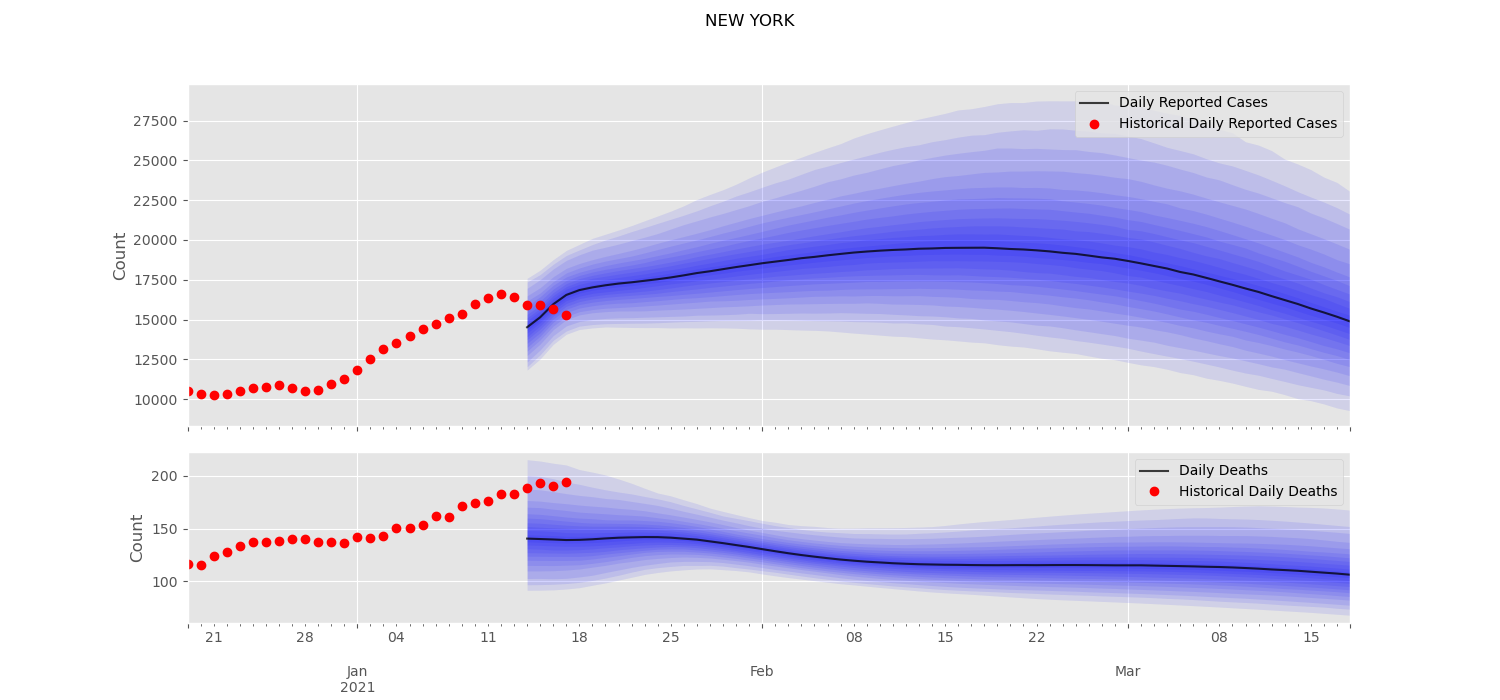 NEW YORK
Daily Reported Cases
Historical Daily Reported Cases
27500
25000
22500
20000
17500
15000
12500
10000
Count
Daily Deaths
Historical Daily Deaths
200
150
100
Count
21 28 04 11 18 25 08 15 22 08 15
Jan Feb Mar
2021